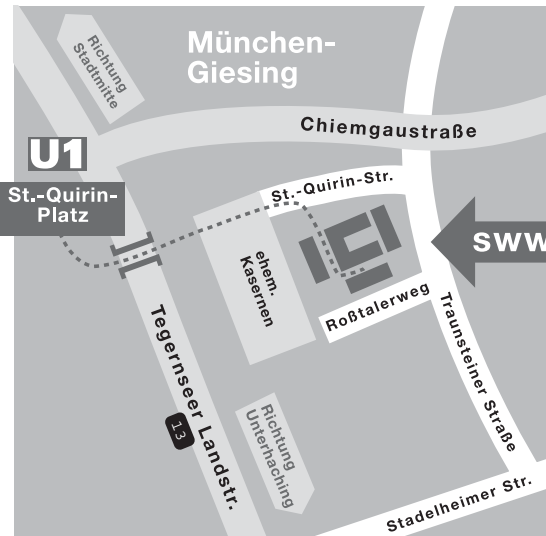 München-
Giesing
Richtung
Stadtmitte
Chiemgaustraße
U1
St.-Quirin-
Platz
St.-Quirin-Str.
SWW
ehem.
Kasernen
Roßtalerweg
Tegernseer Landstr.
Traunsteiner Straße
13
Richtung
Unterhaching
Stadelheimer Str.